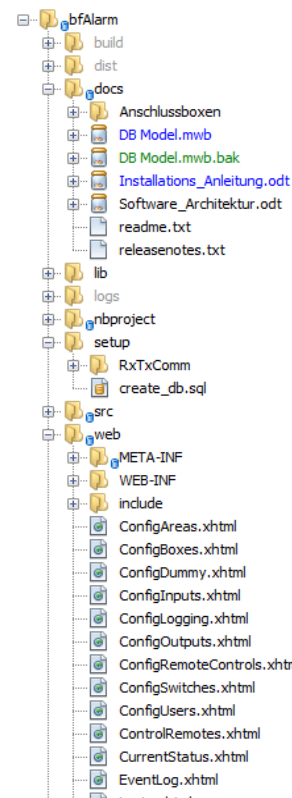 bfAlarm
build
dist
docs
Anschlussboxen
DB Model.mwb
DB Model.mwb.bak
Installations_Anleitung.odt
Software_Architektur.odt
readme.txt
releasenotes.txt
lib
logs
nbproject
setup
RxTxComm
create_db.sql
src
web
META-INF
WEB-INF
include
ConfigAreas.xhtml
ConfigBoxes.xhtml
ConfigDummy.xhtml
ConfigInputs.xhtml
ConfigLogging.xhtml
ConfigOutputs.xhtml
ConfigRemoteControls.xhtm
ConfigSwitches.xhtml
ConfigUsers.xhtml
ControlRemotes.xhtml
CurrentStatus.xhtml
EventLog.xhtml